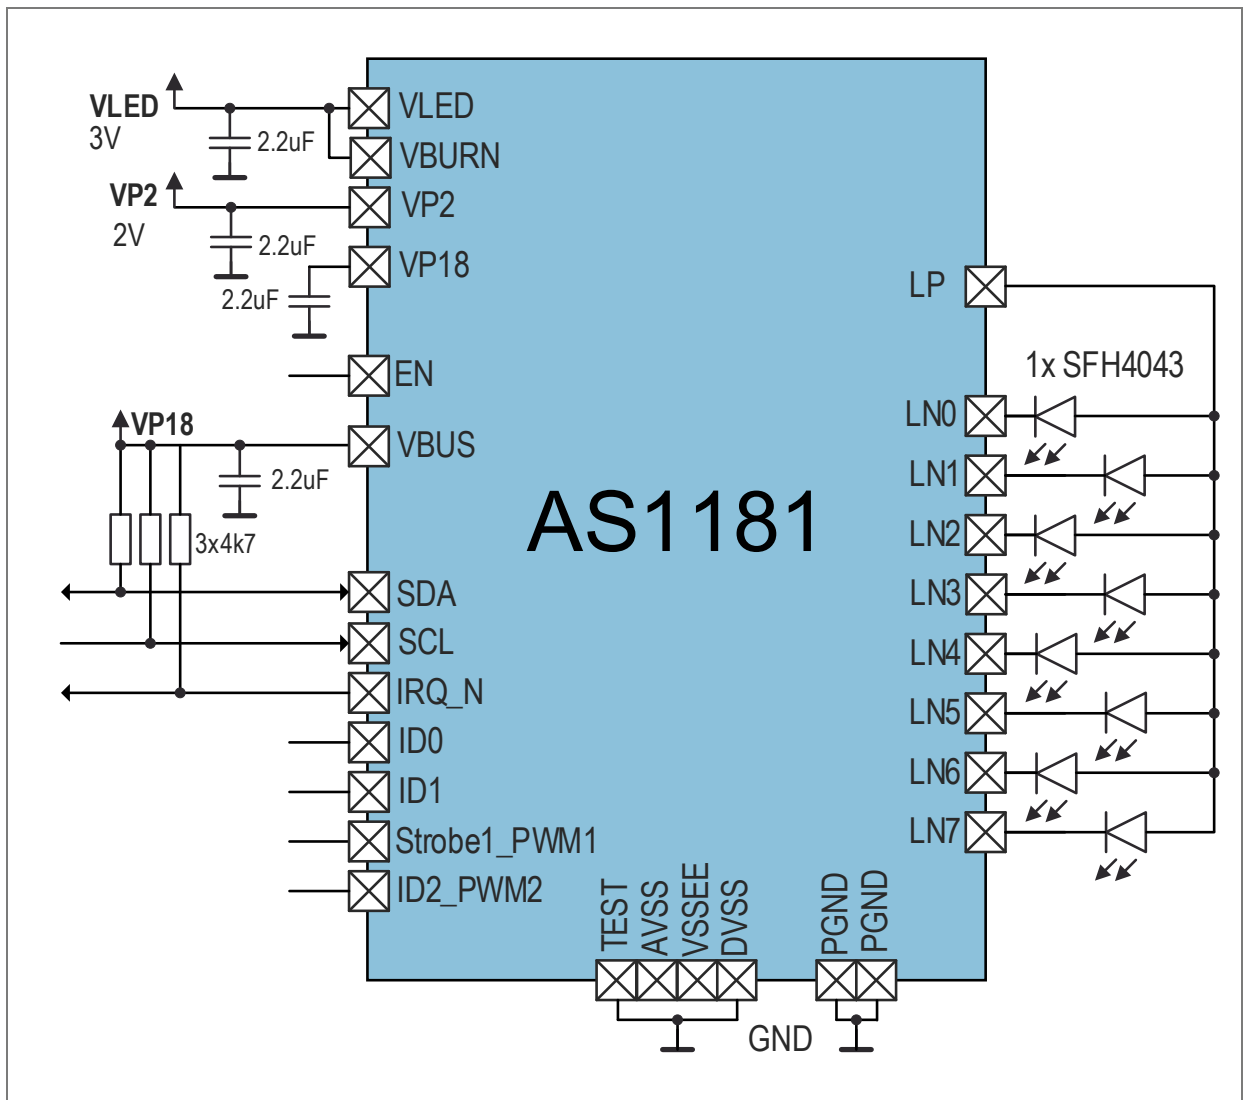 VLED
3V
2.2uF
VLED
VBURN
VP2
2V
2.2uF
VP2
2.2uF
VP18
EN
VP18
2.2uF
VBUS
3x4k7
SDA
SCL
IRQ_N
ID0
ID1
Strobe1_PWM1
ID2_PWM2
AS1181
LP
1x SFH4043
LN0
LN1
LN2
LN3
LN4
LN5
LN6
LN7
TEST
AVSS
VSSEE
DVSS
PGND
PGND
GND